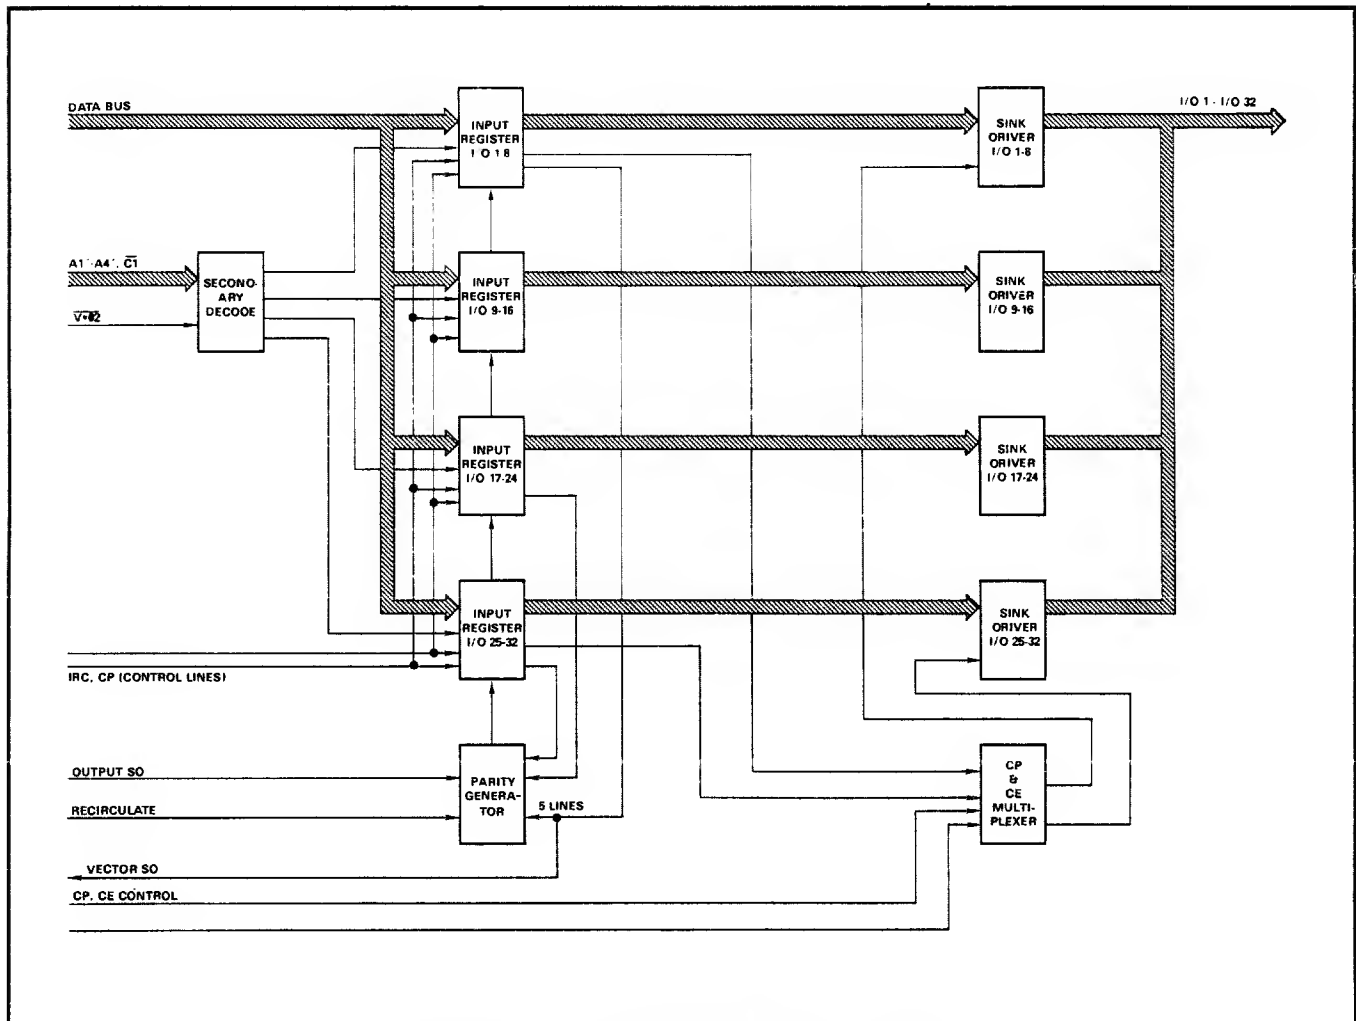 DATA BUS
INPUT
REGISTER
I/O 1-8
SINK
DRIVER
I/O 1-8
I/O 1 - I/O 32
A1'-A4', C1
SECOND-
ARY
DECODE
INPUT
REGISTER
I/O 9-16
SINK
DRIVER
I/O 9-16
INPUT
REGISTER
I/O 17-24
SINK
DRIVER
I/O 17-24
INPUT
REGISTER
I/O 25-32
SINK
DRIVER
I/O 25-32
IRC, CP (CONTROL LINES)
OUTPUT SO
RECIRCULATE
PARITY
GENERA-
TOR
5 LINES
CP
&
CE
MULTI-
PLEXER
VECTOR SO
CP, CE CONTROL